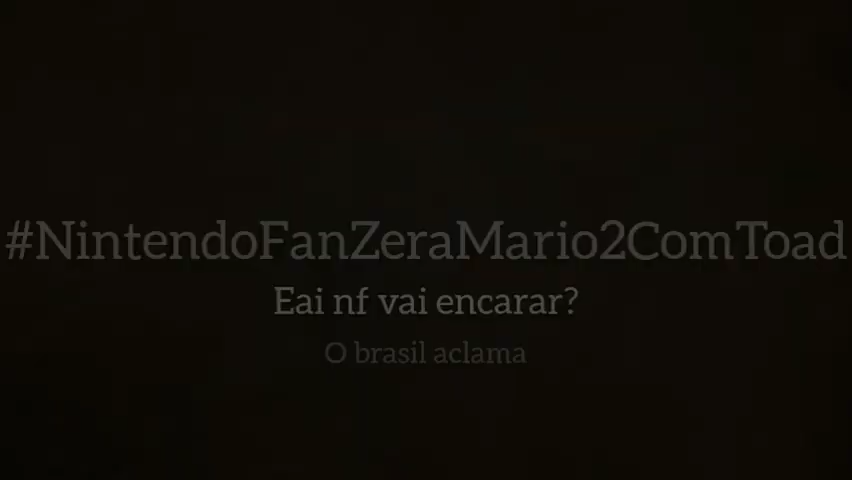 #NintendoFanZeraMario2ComToad
Eai nf vai encarar?
O brasil aclama